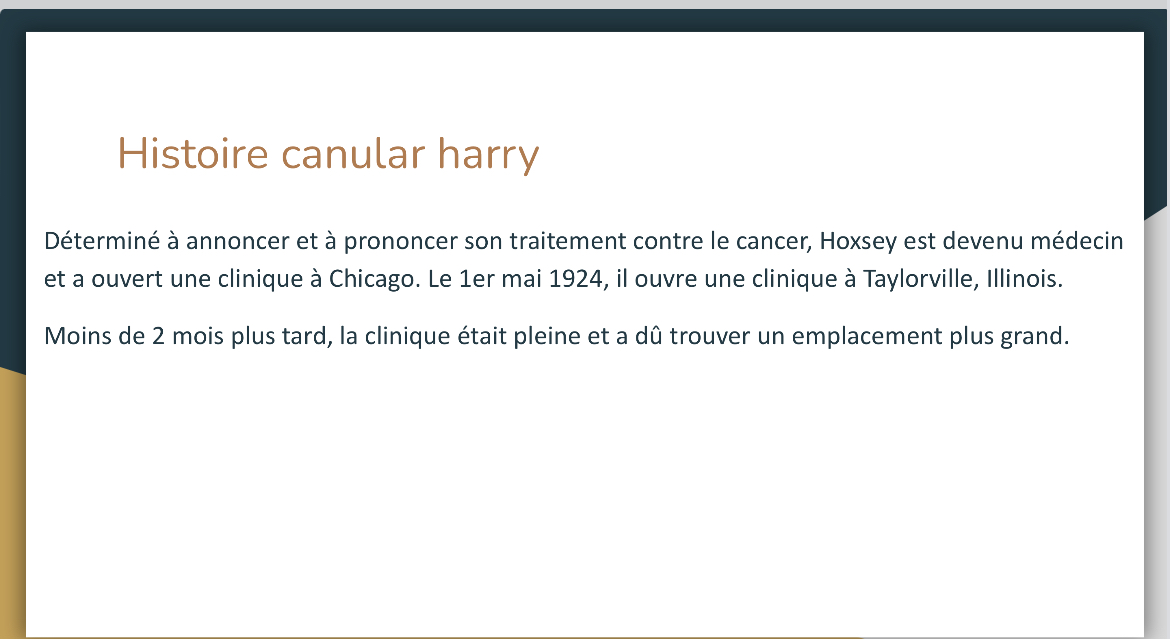 Histoire canular harry
Déterminé à annoncer et à prononcer son traitement contre le cancer, Hoxsey est devenu médecin
et a ouvert une clinique à Chicago. Le 1er mai 1924, il ouvre une clinique à Taylorville, Illinois.
Moins de 2 mois plus tard, la clinique était pleine et a dû trouver un emplacement plus grand.